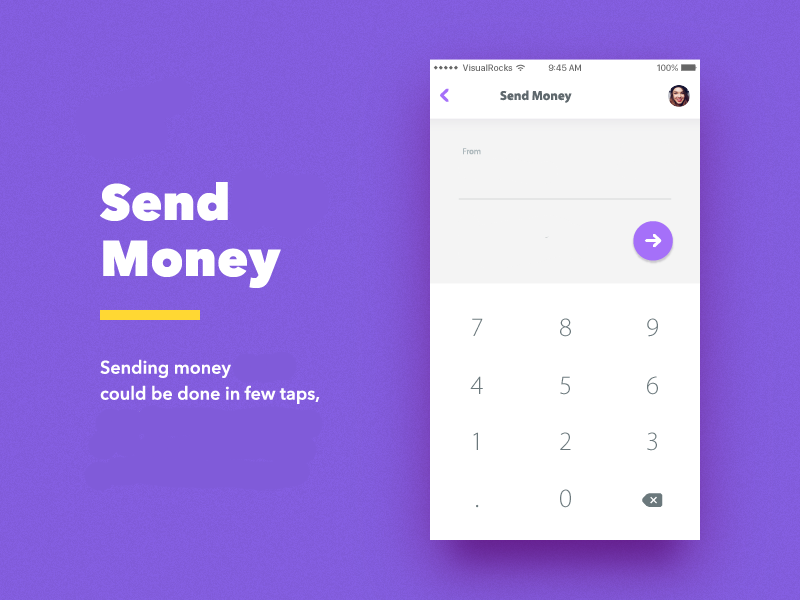 Send
Money
Sending money
could be done in few taps,
VisualRocks 9:45 AM 100%
Send Money
From
7 8 9
4 5 6
1 2 3
. 0